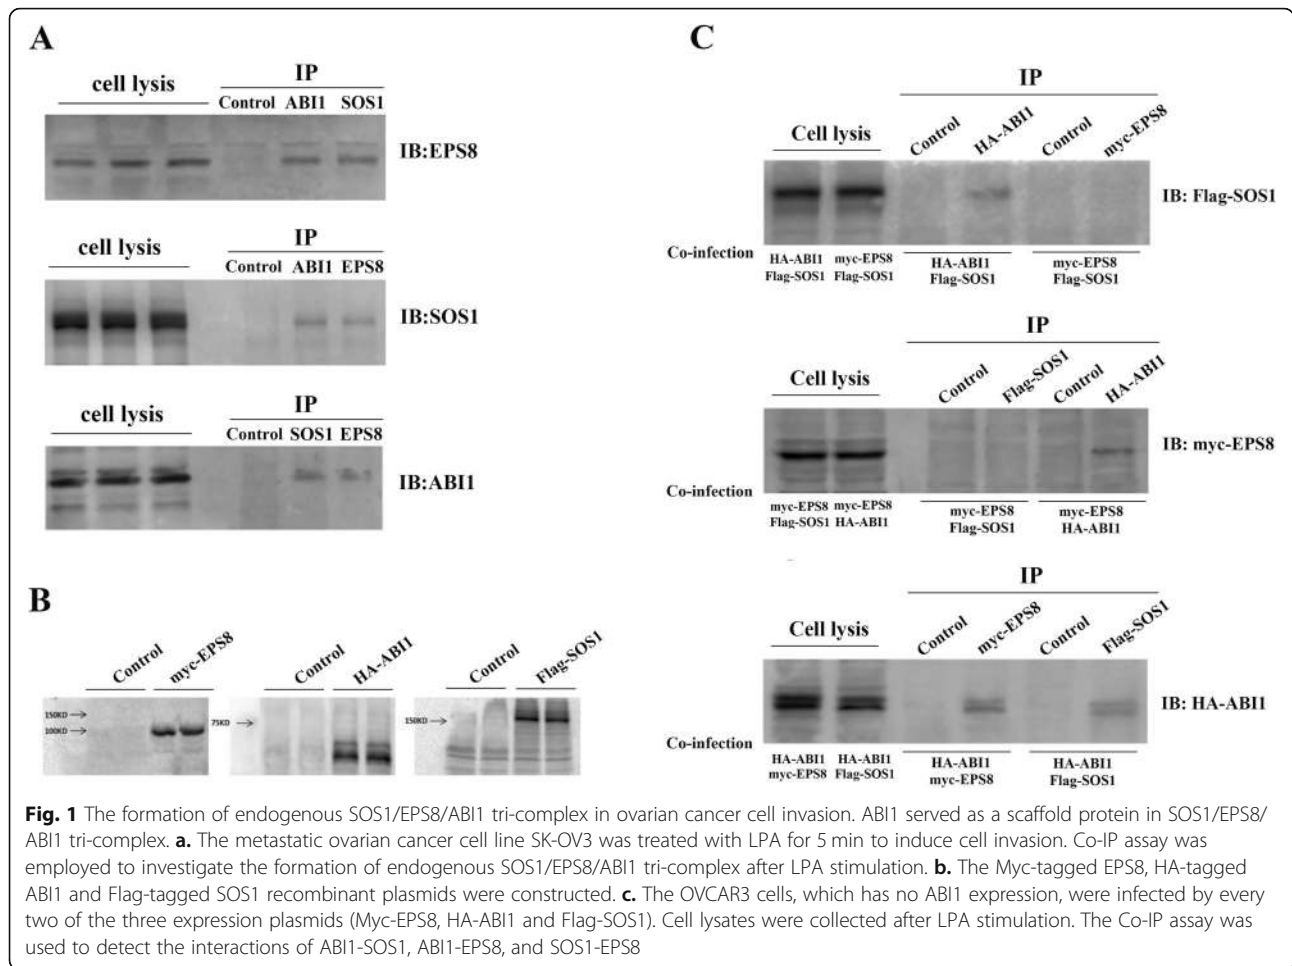 A
cell lysis
IP
Control ABI1 SOS1
IB:EPS8
cell lysis
IP
Control ABI1 EPS8
IB:SOS1
cell lysis
IP
Control SOS1 EPS8
IB:ABI1
B
Control myc-EPS8
150KD
100KD
Control HA-ABI1
75KD
Control Flag-SOS1
150KD
C
IP
Cell lysis
Control HA-ABI1 Control myc-EPS8
IB: Flag-SOS1
Co-infection
HA-ABI1 myc-EPS8 HA-ABI1 myc-EPS8
Flag-SOS1 Flag-SOS1 Flag-SOS1 Flag-SOS1
IP
Cell lysis
Control Flag-SOS1 Control HA-ABI1
IB: myc-EPS8
Co-infection
myc-EPS8 myc-EPS8 myc-EPS8 myc-EPS8
Flag-SOS1 HA-ABI1 Flag-SOS1 HA-ABI1
IP
Cell lysis
Control myc-EPS8 Control Flag-SOS1
IB: HA-ABI1
Co-infection
HA-ABI1 HA-ABI1 HA-ABI1 HA-ABI1
myc-EPS8 Flag-SOS1 myc-EPS8 Flag-SOS1
Fig. 1 The formation of endogenous SOS1/EPS8/ABI1 tri-complex in ovarian cancer cell invasion. ABI1 served as a scaffold protein in SOS1/EPS8/
ABI1 tri-complex. a. The metastatic ovarian cancer cell line SK-OV3 was treated with LPA for 5 min to induce cell invasion. Co-IP assay was
employed to investigate the formation of endogenous SOS1/EPS8/ABI1 tri-complex after LPA stimulation. b. The Myc-tagged EPS8, HA-tagged
ABI1 and Flag-tagged SOS1 recombinant plasmids were constructed. c. The OVCAR3 cells, which has no ABI1 expression, were infected by every
two of the three expression plasmids (Myc-EPS8, HA-ABI1 and Flag-SOS1). Cell lysates were collected after LPA stimulation. The Co-IP assay was
used to detect the interactions of ABI1-SOS1, ABI1-EPS8, and SOS1-EPS8